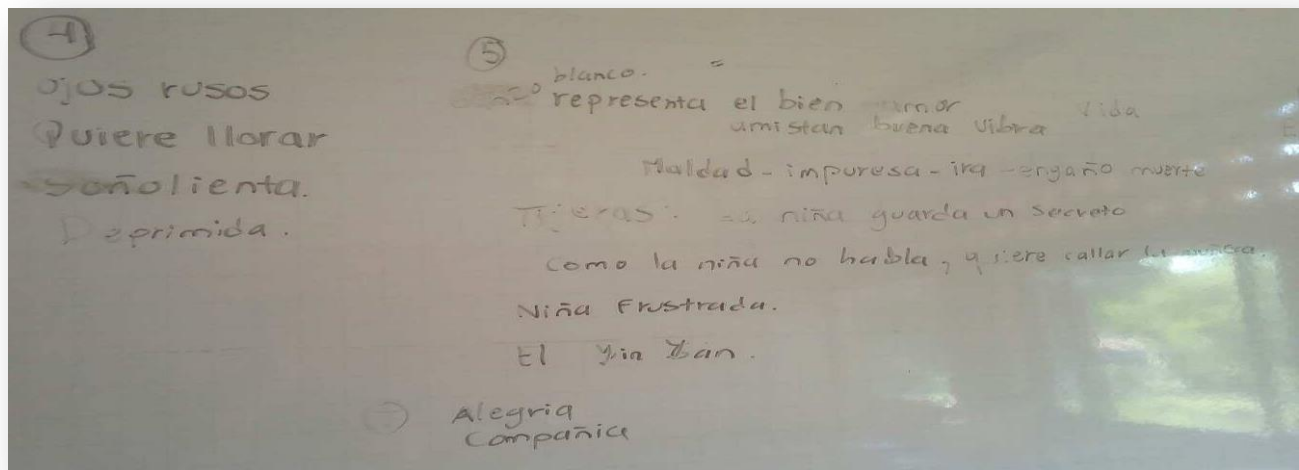 4
ojos rusos
Quiere llorar
soñolienta.
Deprimida.
5
blanco. =
representa el bien amor vida
amistan buena vibra
Maldad - impuresa - ira - engaño muerte
Tijeras: niña guarda un secreto
como la niña no habla, quiere callar la muñeca.
Niña Frustrada.
El Yin Yan.
Alegria
Compañia